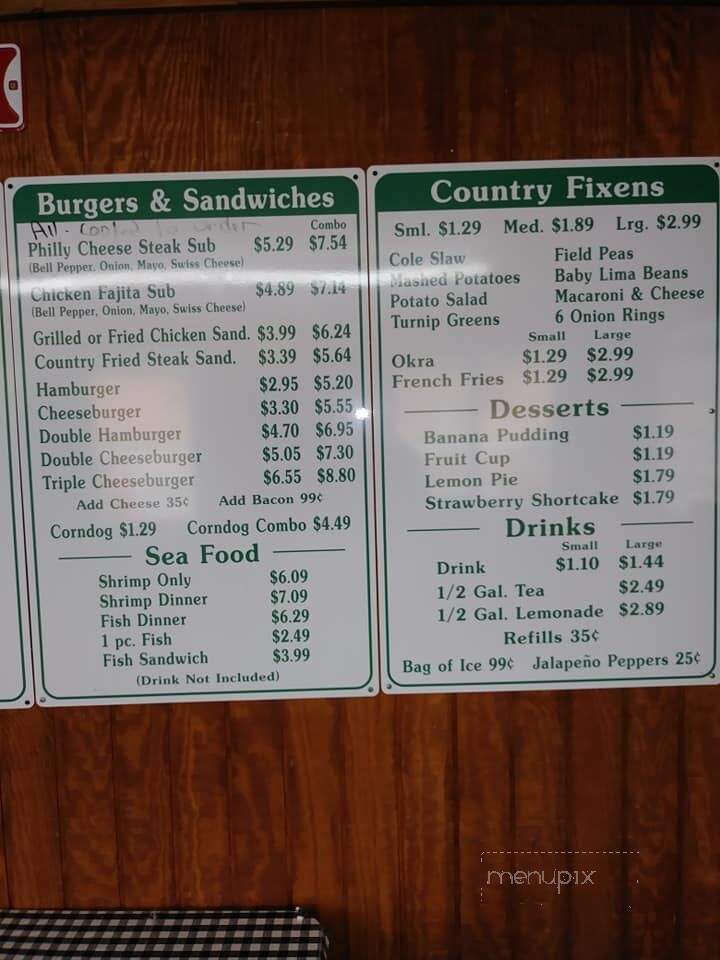 Burgers & Sandwiches
All - Cooked to order
Combo
Philly Cheese Steak Sub $5.29 $7.54
(Bell Pepper, Onion, Mayo, Swiss Cheese)
Chicken Fajita Sub $4.89 $7.14
(Bell Pepper, Onion, Mayo, Swiss Cheese)
Grilled or Fried Chicken Sand. $3.99 $6.24
Country Fried Steak Sand. $3.39 $5.64
Hamburger $2.95 $5.20
Cheeseburger $3.30 $5.55
Double Hamburger $4.70 $6.95
Double Cheeseburger $5.05 $7.30
Triple Cheeseburger $6.55 $8.80
Add Cheese 35¢ Add Bacon 99¢
Corndog $1.29 Corndog Combo $4.49
Sea Food
Shrimp Only $6.09
Shrimp Dinner $7.09
Fish Dinner $6.29
1 pc. Fish $2.49
Fish Sandwich $3.99
(Drink Not Included)
Country Fixens
Sml. $1.29 Med. $1.89 Lrg. $2.99
Cole Slaw Field Peas
Mashed Potatoes Baby Lima Beans
Potato Salad Macaroni & Cheese
Turnip Greens 6 Onion Rings
Small Large
Okra $1.29 $2.99
French Fries $1.29 $2.99
Desserts
Banana Pudding $1.19
Fruit Cup $1.19
Lemon Pie $1.79
Strawberry Shortcake $1.79
Drinks
Small Large
Drink $1.10 $1.44
1/2 Gal. Tea $2.49
1/2 Gal. Lemonade $2.89
Refills 35¢
Bag of Ice 99¢ Jalapeño Peppers 25¢
menupix